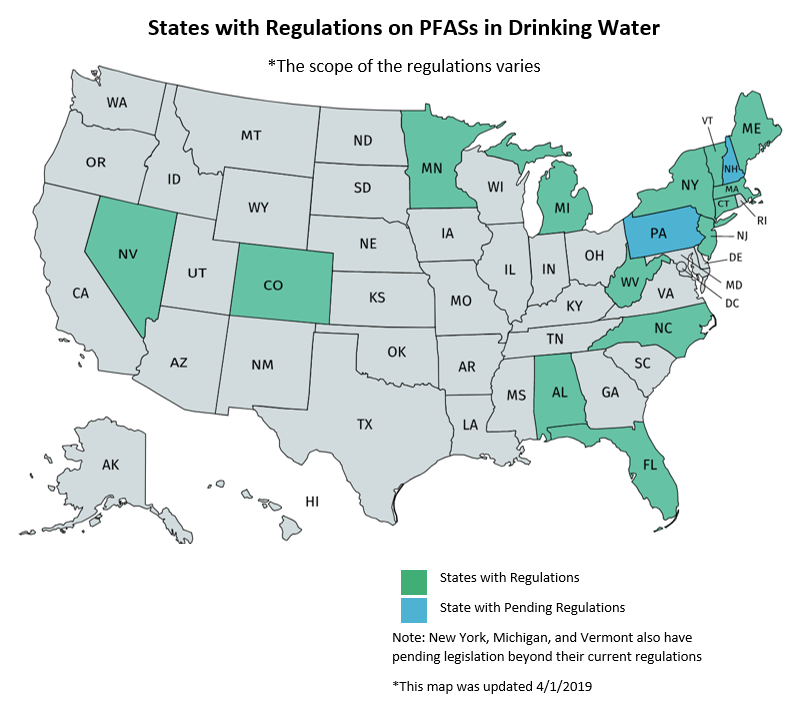 States with Regulations on PFASs in Drinking Water
*The scope of the regulations varies
WA
MT
ND
MN
VT
ME
OR
ID
SD
WI
NH
WY
MI
NY
MA
CT
RI
NV
UT
CO
NE
IA
IL
IN
OH
PA
NJ
DE
MD
DC
CA
KS
MO
KY
WV
VA
AZ
NM
OK
AR
TN
NC
SC
TX
LA
MS
AL
GA
FL
AK
HI
States with Regulations
State with Pending Regulations
Note: New York, Michigan, and Vermont also have
pending legislation beyond their current regulations
*This map was updated 4/1/2019